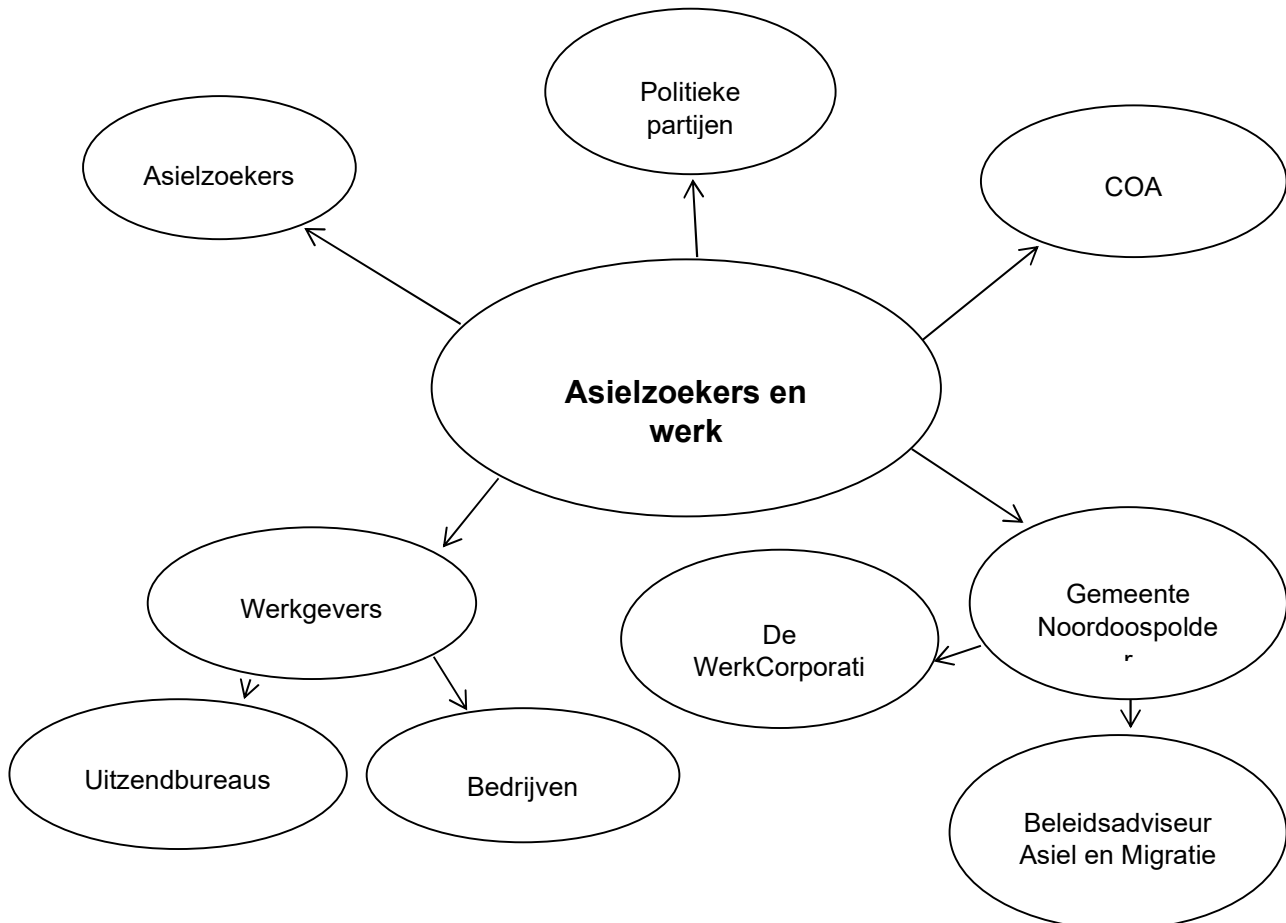 Politieke
partijen
Asielzoekers
COA
Asielzoekers en
werk
Werkgevers
De
WerkCorporati
Gemeente
Noordoospolde
r
Uitzendbureaus
Bedrijven
Beleidsadviseur
Asiel en Migratie